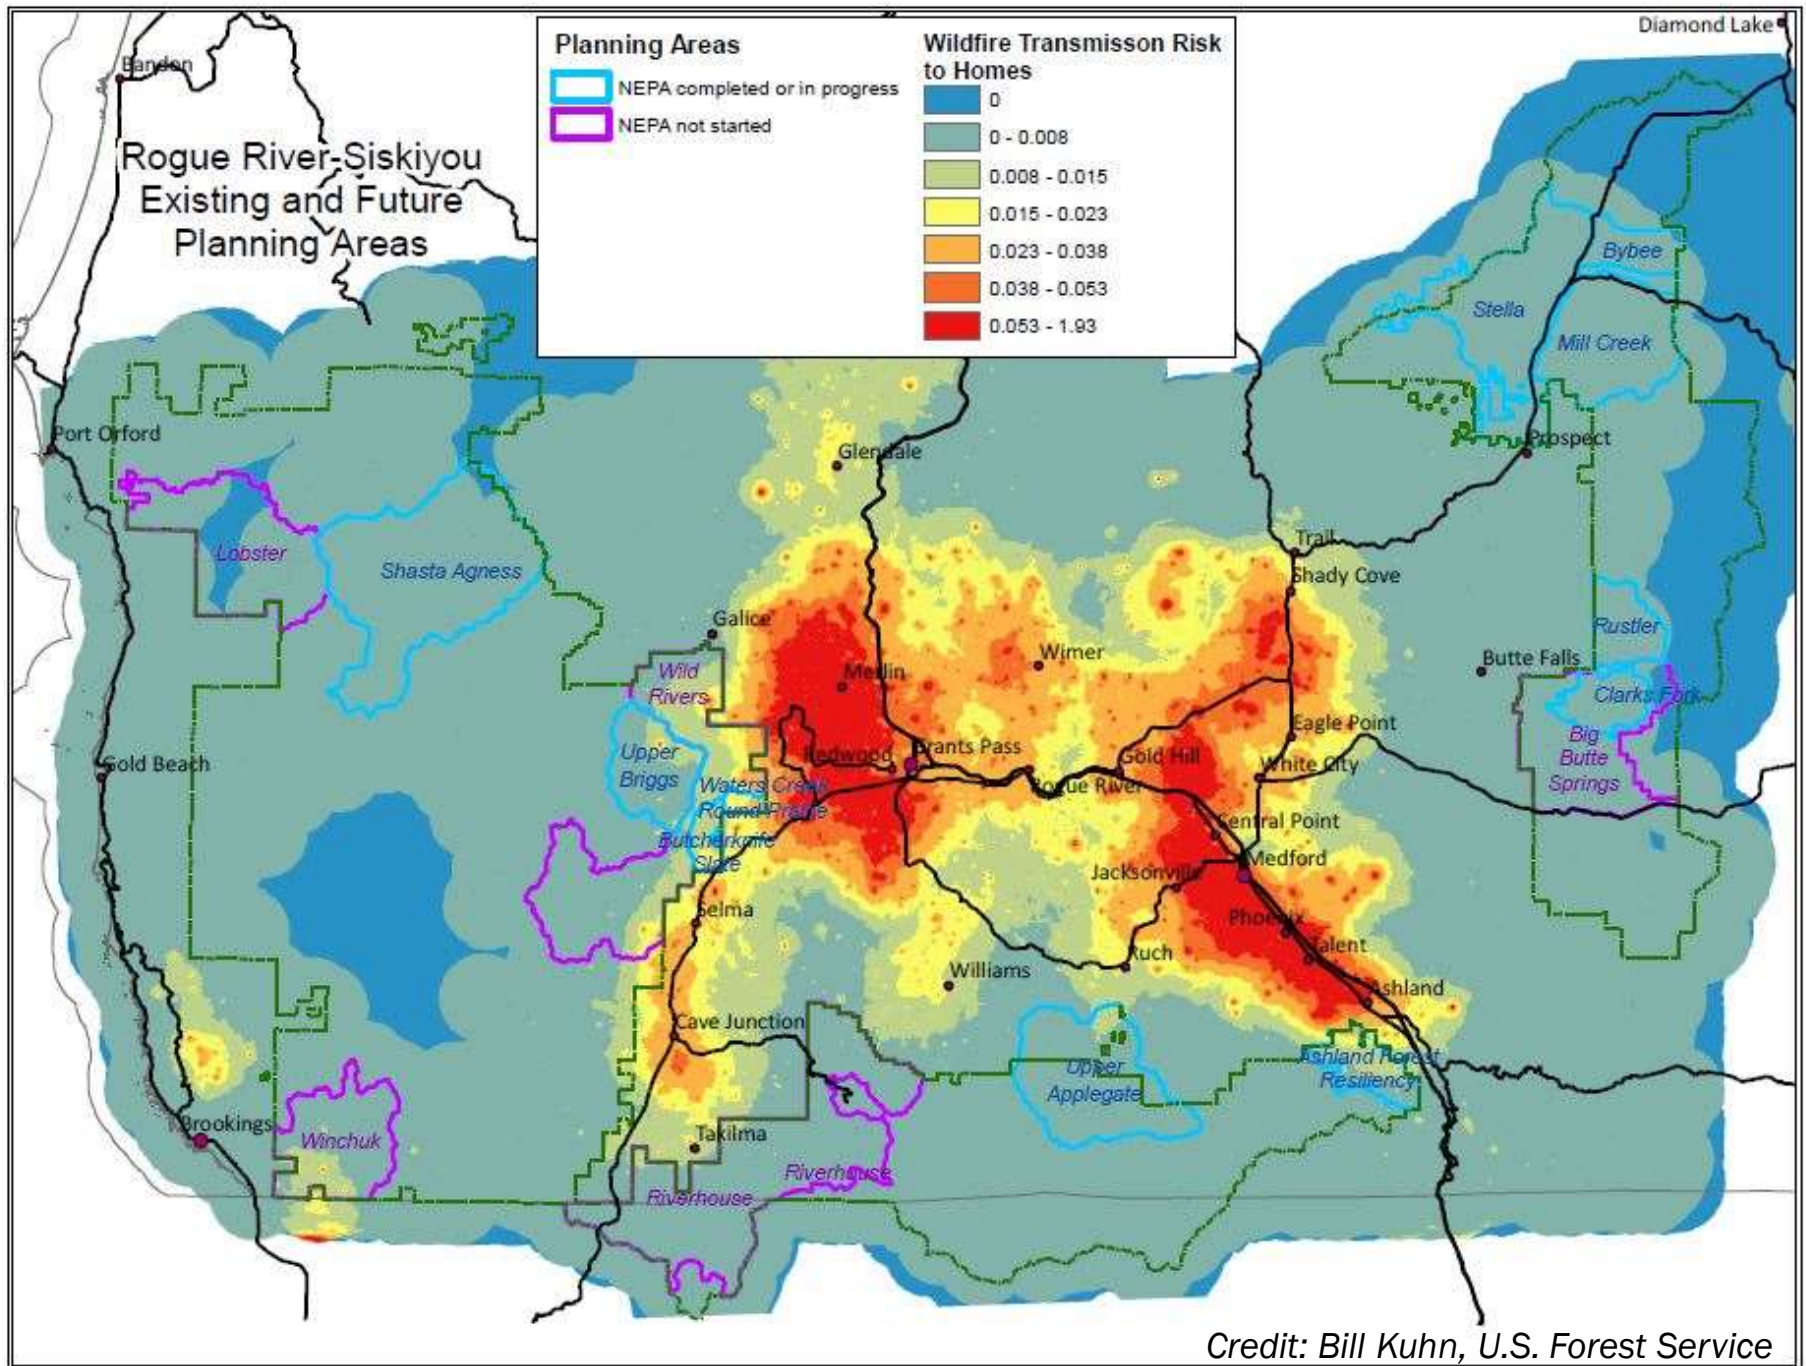 Diamond Lake
Bandon
Rogue River-Siskiyou
Existing and Future
Planning Areas
Planning Areas
NEPA completed or in progress
NEPA not started
Wildfire Transmisson Risk
to Homes
0
0 - 0.008
0.008 - 0.015
0.015 - 0.023
0.023 - 0.038
0.038 - 0.053
0.053 - 1.93
Bybee
Stella
Mill Creek
Port Orford
Glendale
Prospect
Lobster
Shasta Agness
Trail
Shady Cove
Galice
Rustler
Wild
Rivers
Merlin
Wimer
Butte Falls
Clarks Fork
Eagle Point
Big
Butte
Springs
Upper
Briggs
Redwood
Grants Pass
Gold Hill
White City
Gold Beach
Waters Creek
Round Prairie
Rogue River
Butcherknife
Slate
Central Point
Medford
Jacksonville
Selma
Phoenix
Talent
Ruch
Williams
Ashland
Cave Junction
Upper
Applegate
Ashland Forest
Resiliency
Brookings
Winchuk
Takilma
Riverhouse
Riverhouse
Credit: Bill Kuhn, U.S. Forest Service